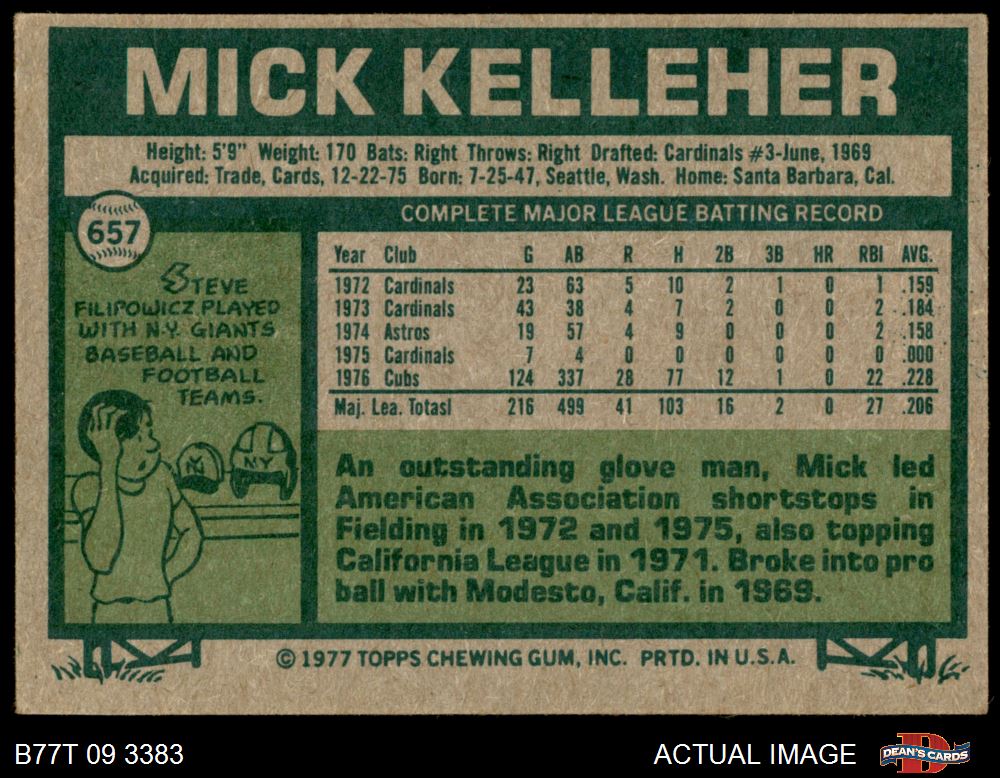 MICK KELLEHER
Height: 5'9" Weight: 170 Bats: Right Throws: Right Drafted: Cardinals #3-June, 1969
Acquired: Trade, Cards, 12-22-75 Born: 7-25-47, Seattle, Wash. Home: Santa Barbara, Cal.
657
STEVE
FILIPOWICZ PLAYED
WITH N.Y. GIANTS
BASEBALL AND
FOOTBALL
TEAMS.
NY
NY
COMPLETE MAJOR LEAGUE BATTING RECORD
Year Club G AB R H 2B 3B HR RBI AVG.
1972 Cardinals 23 63 5 10 2 1 0 1 .159
1973 Cardinals 43 38 4 7 2 0 0 2 .184
1974 Astros 19 57 4 9 0 0 0 2 .158
1975 Cardinals 7 4 0 0 0 0 0 0 .000
1976 Cubs 124 337 28 77 12 1 0 22 .228
Maj. Lea. Totasl 216 499 41 103 16 2 0 27 .206
An outstanding glove man, Mick led
American Association shortstops in
Fielding in 1972 and 1975, also topping
California League in 1971. Broke into pro
ball with Modesto, Calif. in 1969.
© 1977 TOPPS CHEWING GUM, INC. PRTD. IN U.S.A.
B77T 09 3383
ACTUAL IMAGE
D
DEAN'S CARDS